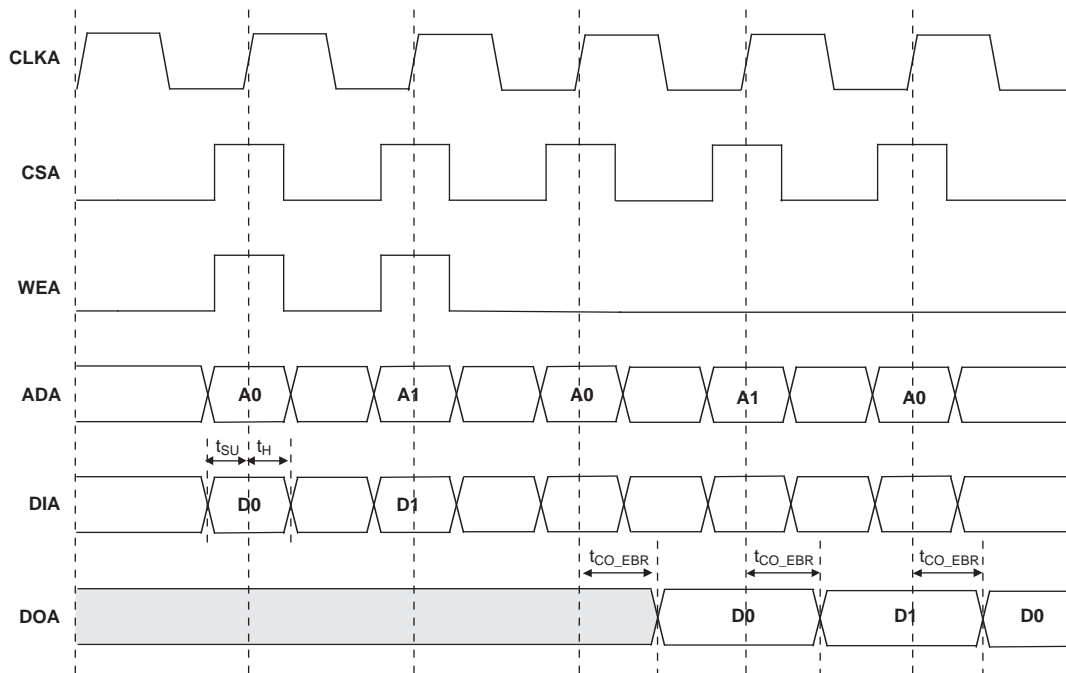 CLKA
CSA
WEA
ADA A0 A1 A0 A1 A0
tSU tH
DIA D0 D1
tCO_EBR tCO_EBR tCO_EBR
DOA D0 D1 D0